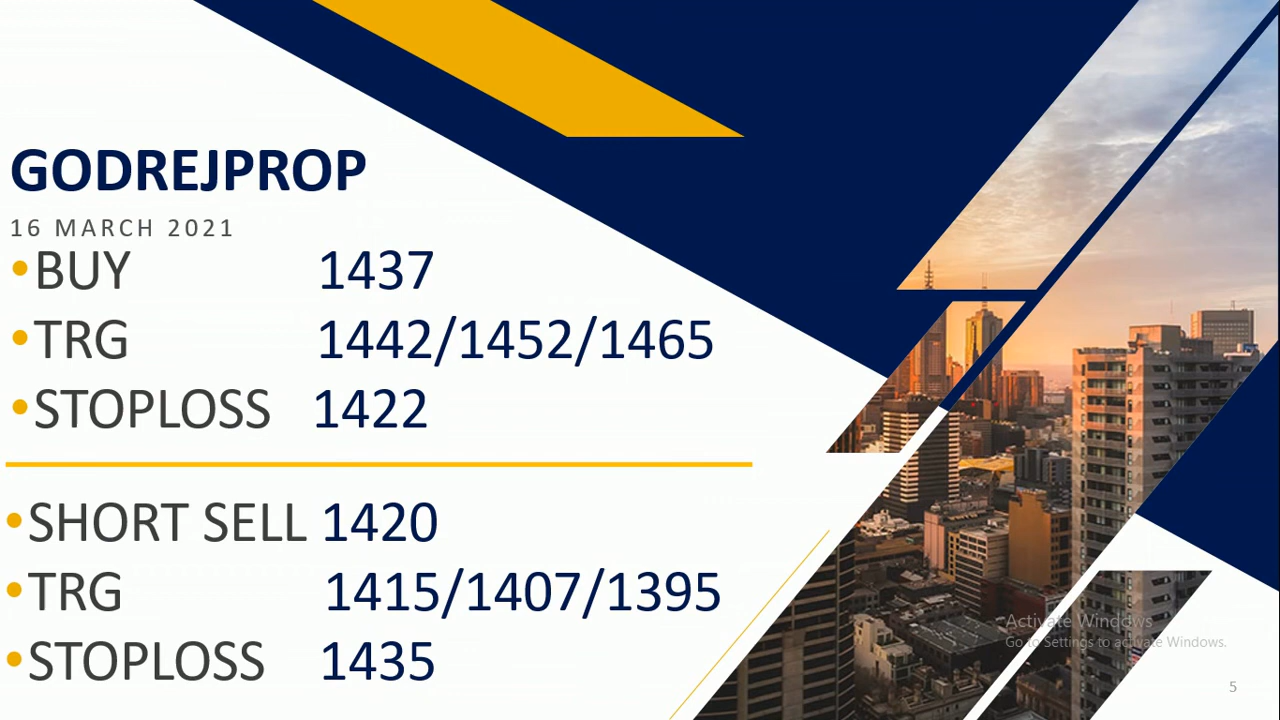 GODREJPROP
16 MARCH 2021
•BUY 1437
•TRG 1442/1452/1465
•STOPLOSS 1422
•SHORT SELL 1420
•TRG 1415/1407/1395
•STOPLOSS 1435
Activate Windows
Go to Settings to activate Windows.
5